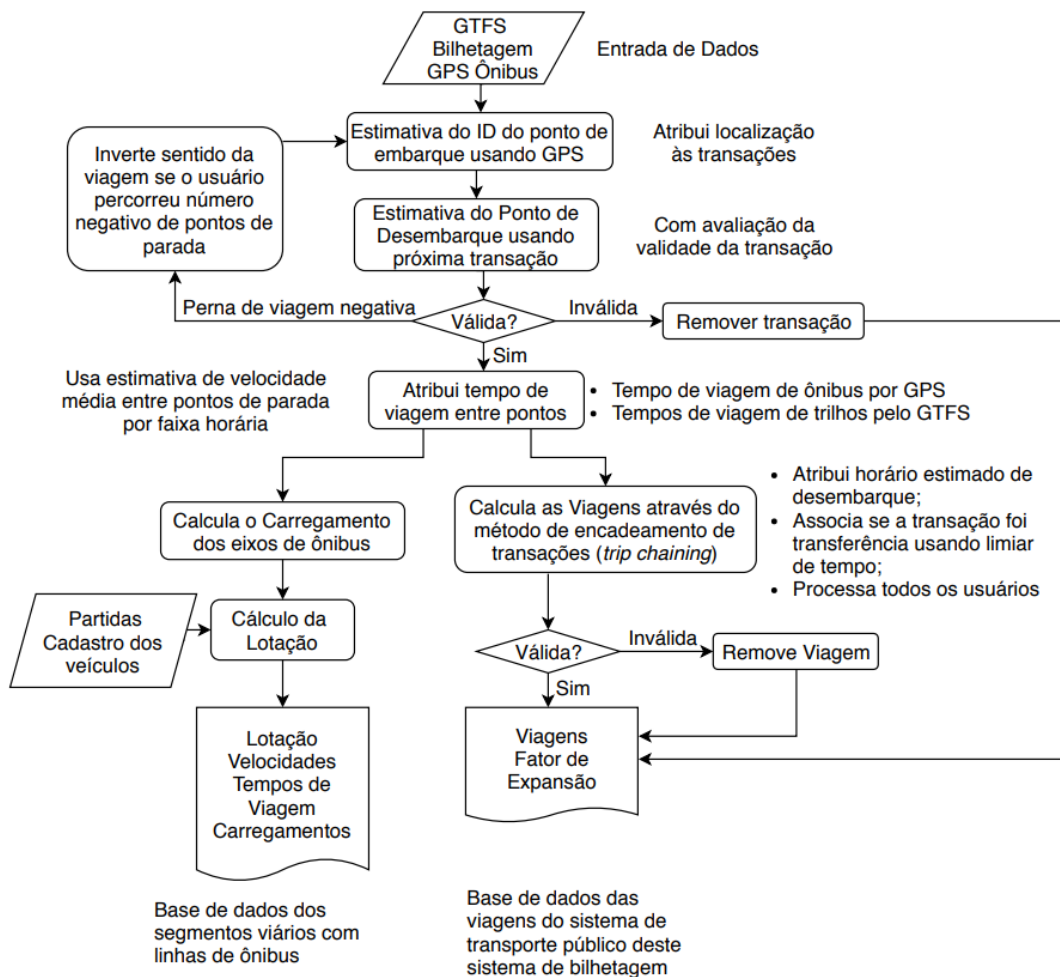 GTFS
Bilhetagem
GPS Ônibus
Entrada de Dados
Estimativa do ID do ponto de
embarque usando GPS
Atribui localização
às transações
Inverte sentido da
viagem se o usuário
percorreu número
negativo de pontos de
parada
Estimativa do Ponto de
Desembarque usando
próxima transação
Com avaliação da
validade da transação
Perna de viagem negativa
Válida?
Inválida
Remover transação
Sim
Usa estimativa de velocidade
média entre pontos de parada
por faixa horária
Atribui tempo de
viagem entre pontos
• Tempo de viagem de ônibus por GPS
• Tempos de viagem de trilhos pelo GTFS
Calcula o Carregamento
dos eixos de ônibus
Calcula as Viagens através do
método de encadeamento de
transações (trip chaining)
• Atribui horário estimado de
desembarque;
• Associa se a transação foi
transferência usando limiar
de tempo;
• Processa todos os usuários
Partidas
Cadastro dos
veículos
Cálculo da
Lotação
Válida?
Inválida
Remove Viagem
Sim
Lotação
Velocidades
Tempos de
Viagem
Carregamentos
Viagens
Fator de
Expansão
Base de dados dos
segmentos viários com
linhas de ônibus
Base de dados das
viagens do sistema de
transporte público deste
sistema de bilhetagem